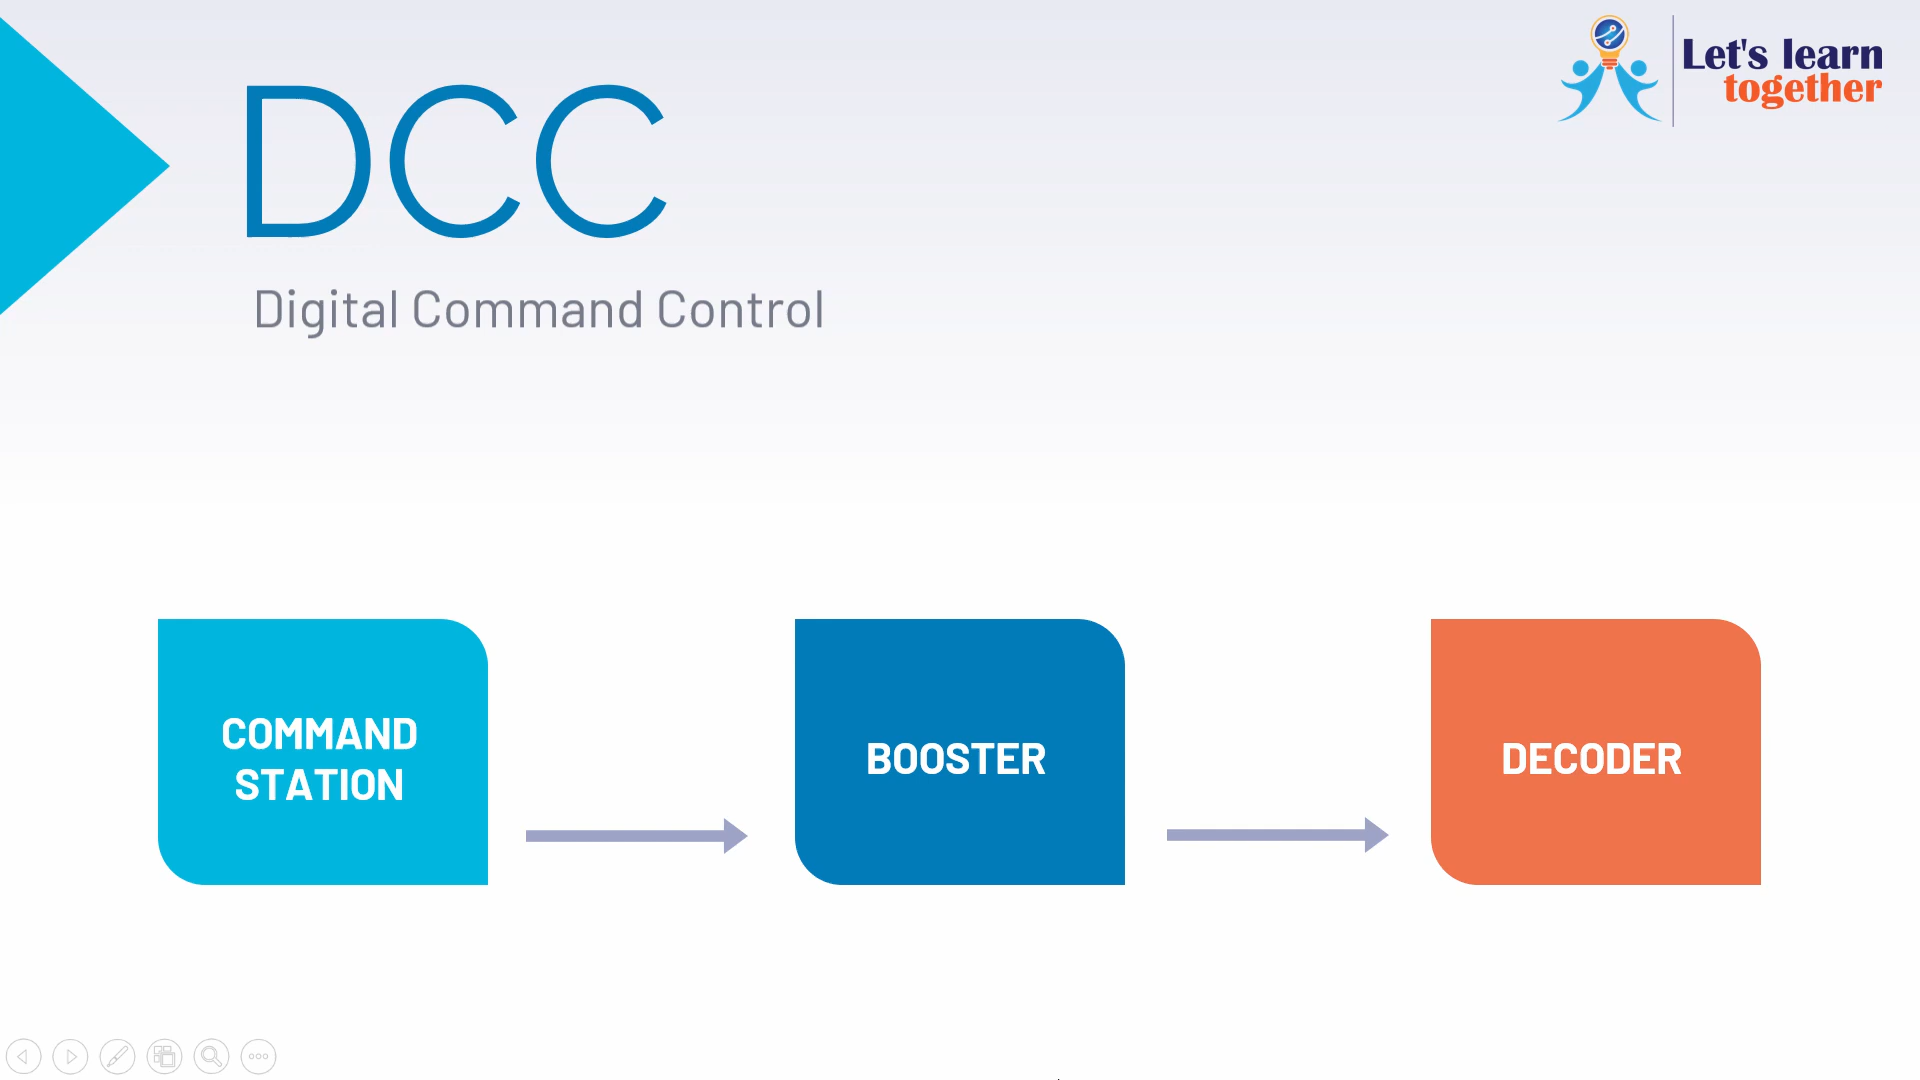 DCC
Let's learn
together
Digital Command Control
COMMAND
STATION
BOOSTER
DECODER